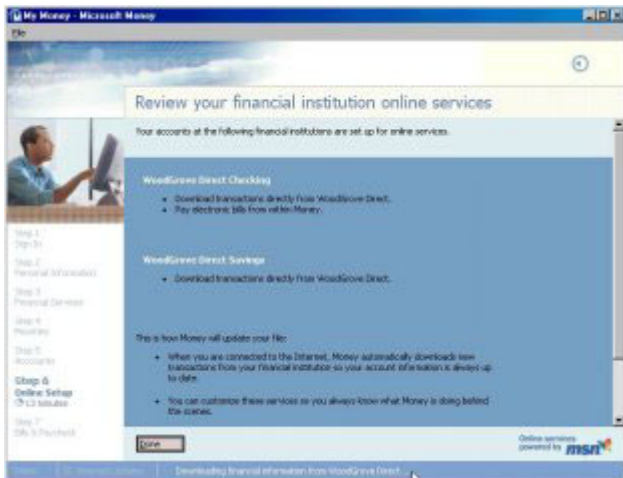 My Money - Microsoft Money
File
Review your financial institution online services
Your accounts at the following financial institutions are set up for online services.
WoodGrove Direct Checking
• Download transactions directly from WoodGrove Direct.
• Pay electronic bills from within Money.
WoodGrove Direct Savings
• Download transactions directly from WoodGrove Direct.
This is how Money will update your file:
• When you are connected to the Internet, Money automatically downloads new
transactions from your financial institution so your account information is always up
to date.
• You can customize these services so you always know what Money is doing behind
the scenes.
Step 1
Sign In
Step 2
Personal Information
Step 3
Financial Services
Step 4
Step 5
Accounts
Step 6
Online Setup
Step 7
Bills & Paycheck
Done
Online services
powered by msn
Downloading financial information from WoodGrove Direct...